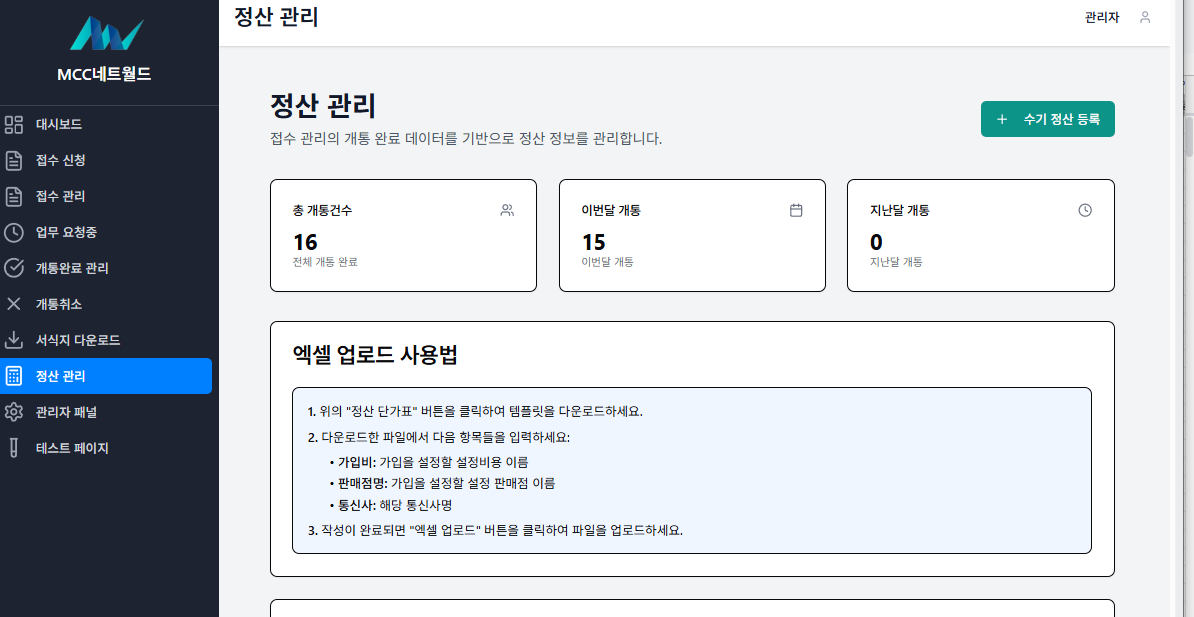 정산 관리
관리자
MCC네트월드
대시보드
접수 신청
접수 관리
업무 요청중
개통완료 관리
개통취소
서식지 다운로드
정산 관리
관리자 패널
테스트 페이지
정산 관리
접수 관리의 개통 완료 데이터를 기반으로 정산 정보를 관리합니다.
+ 수기 정산 등록
총 개통건수
16
전체 개통 완료
이번달 개통
15
이번달 개통
지난달 개통
0
지난달 개통
엑셀 업로드 사용법
1. 위의 "정산 단가표" 버튼을 클릭하여 템플릿을 다운로드하세요.
2. 다운로드한 파일에서 다음 항목들을 입력하세요:
• 가입비: 가입을 설정할 설정비용 이름
• 판매점명: 가입을 설정할 설정 판매점 이름
• 통신사: 해당 통신사명
3. 작성이 완료되면 "엑셀 업로드" 버튼을 클릭하여 파일을 업로드하세요.